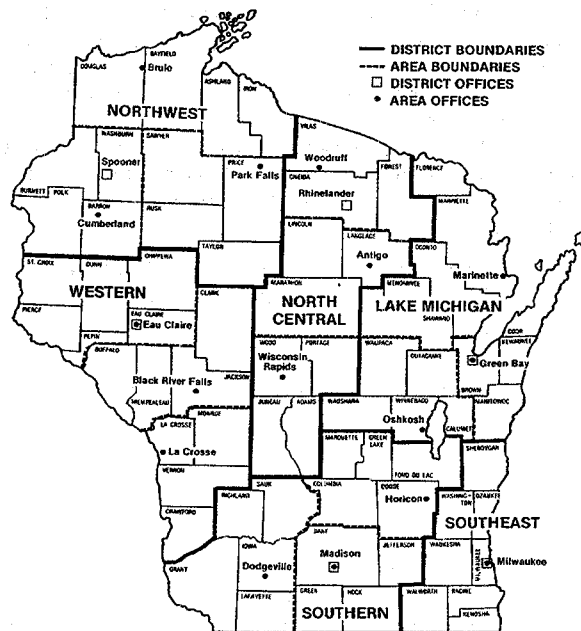 DISTRICT BOUNDARIES
AREA BOUNDARIES
DISTRICT OFFICES
AREA OFFICES
DOUGLAS
BAYFIELD
Brule
ASHLAND
IRON
NORTHWEST
VILAS
WASHBURN
SAWYER
Spooner
PRICE
Park Falls
Woodruff
ONEIDA
FOREST
FLORENCE
Rhinelander
BURNETT
POLK
BARRON
Cumberland
RUSK
MARINETTE
LINCOLN
LANGLADE
TAYLOR
Antigo
OCONTO
ST. CROIX
DUNN
CHIPPEWA
MARATHON
MENOMINEE
Marinette
WESTERN
CLARK
NORTH
CENTRAL
LAKE MICHIGAN
SHAWANO
PIERCE
EAU CLAIRE
Eau Claire
PEPIN
DOOR
KEWAUNEE
BUFFALO
WOOD
PORTAGE
WAUPACA
OUTAGAMIE
Green Bay
Wisconsin
Rapids
Black River Falls
JACKSON
BROWN
TREMPEALEAU
MONROE
JUNEAU
ADAMS
WAUSHARA
WINNEBAGO
MANITOWOC
LA CROSSE
Oshkosh
CALUMET
La Crosse
MARQUETTE
GREEN
LAKE
SHEBOYGAN
VERNON
FOND DU LAC
RICHLAND
SAUK
COLUMBIA
DODGE
Horicon
WASHING-
TON
OZAUKEE
CRAWFORD
SOUTHEAST
DANE
JEFFERSON
WAUKESHA
IOWA
GRANT
Dodgeville
Madison
MILWAUKEE
Milwaukee
LAFAYETTE
GREEN
ROCK
WALWORTH
RACINE
SOUTHERN
KENOSHA